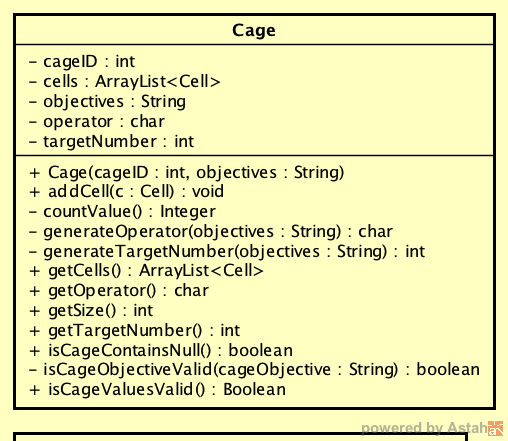 Cage
- cageID : int
- cells : ArrayList<Cell>
- objectives : String
- operator : char
- targetNumber : int
+ Cage(cageID : int, objectives : String)
+ addCell(c : Cell) : void
- countValue() : Integer
- generateOperator(objectives : String) : char
- generateTargetNumber(objectives : String) : int
+ getCells() : ArrayList<Cell>
+ getOperator() : char
+ getSize() : int
+ getTargetNumber() : int
+ isCageContainsNull() : boolean
- isCageObjectiveValid(cageObjective : String) : boolean
+ isCageValuesValid() : Boolean
powered by Astah